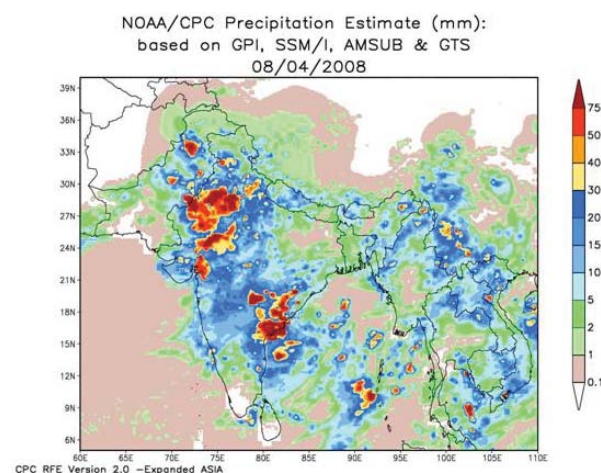 NOAA/CPC Precipitation Estimate (mm):
based on GPI, SSM/I, AMSUB & GTS
08/04/2008
39N
36N
33N
30N
27N
24N
21N
18N
15N
12N
9N
6N
60E 65E 70E 75E 80E 85E 90E 95E 100E 105E 110E
75
50
40
30
20
15
10
5
2
1
0.1
CPC RFE Version 2.0 -Expanded ASIA